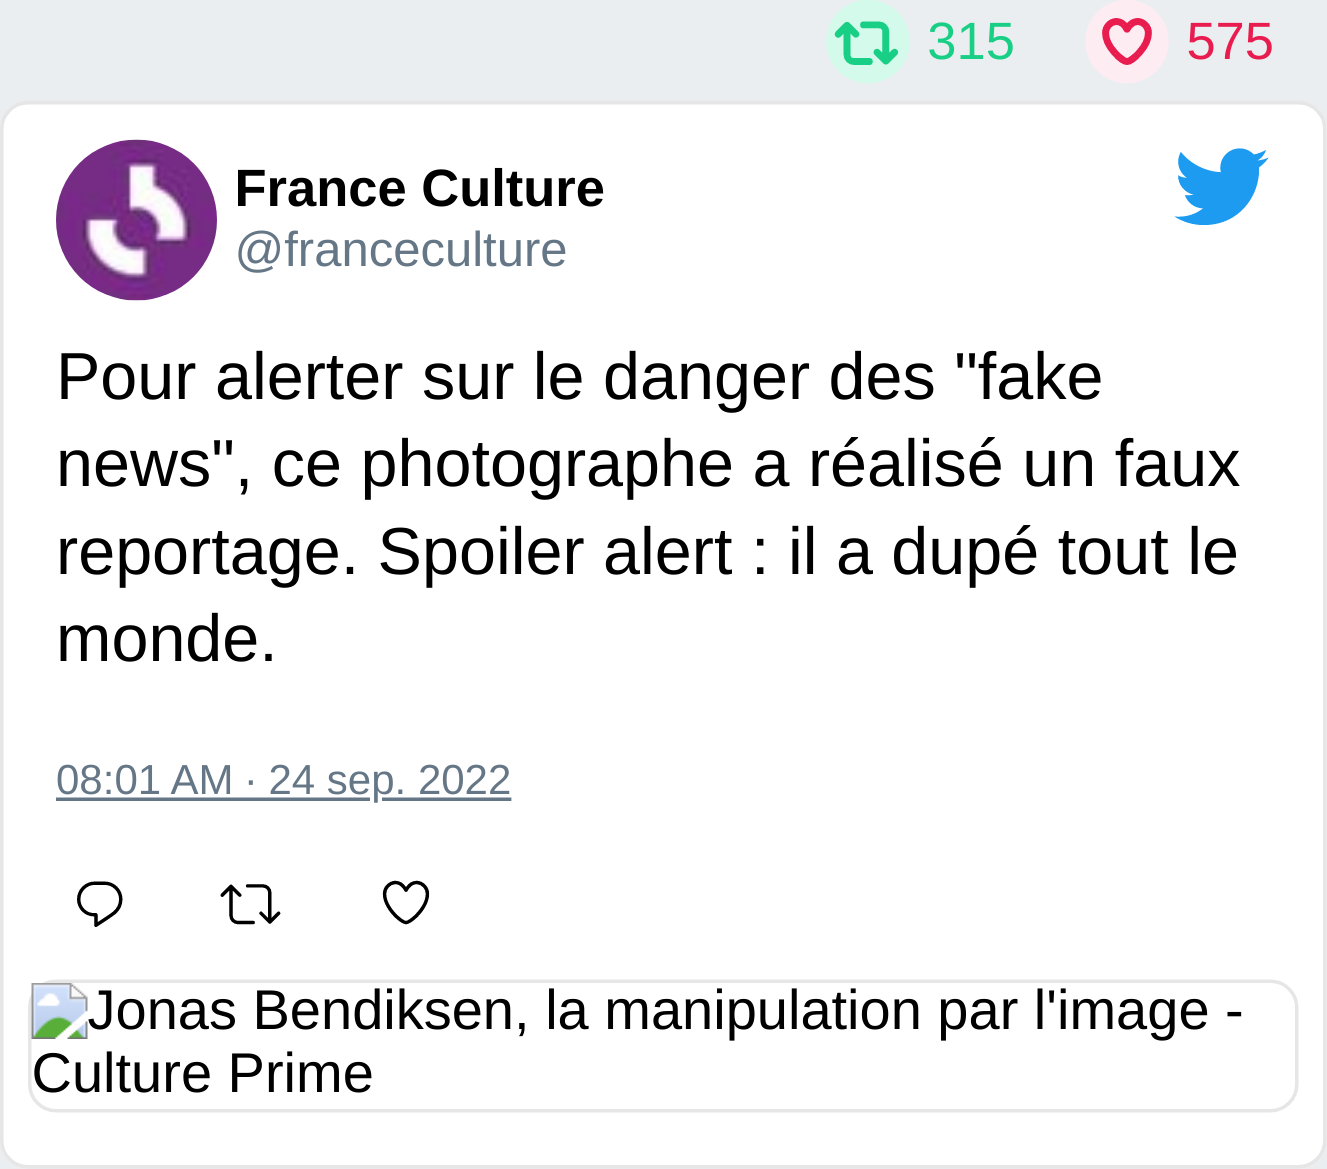 315 575
France Culture
@franceculture
Pour alerter sur le danger des "fake
news", ce photographe a réalisé un faux
reportage. Spoiler alert : il a dupé tout le
monde.
08:01 AM · 24 sep. 2022
Jonas Bendiksen, la manipulation par l'image -
Culture Prime